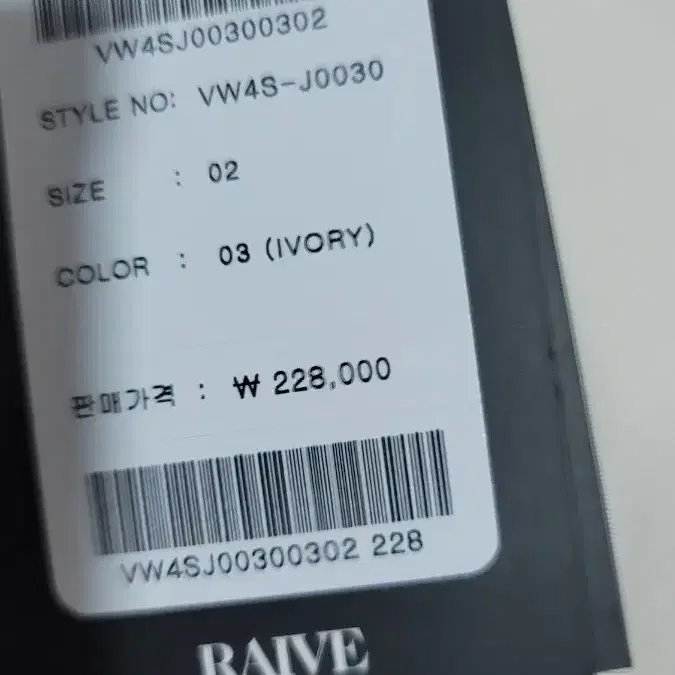 VW4SJ00300302
STYLE NO: VW4S-J0030
SIZE : 02
COLOR : 03 (IVORY)
판매가격 : ₩ 228,000
VW4SJ00300302 228
RAIVE